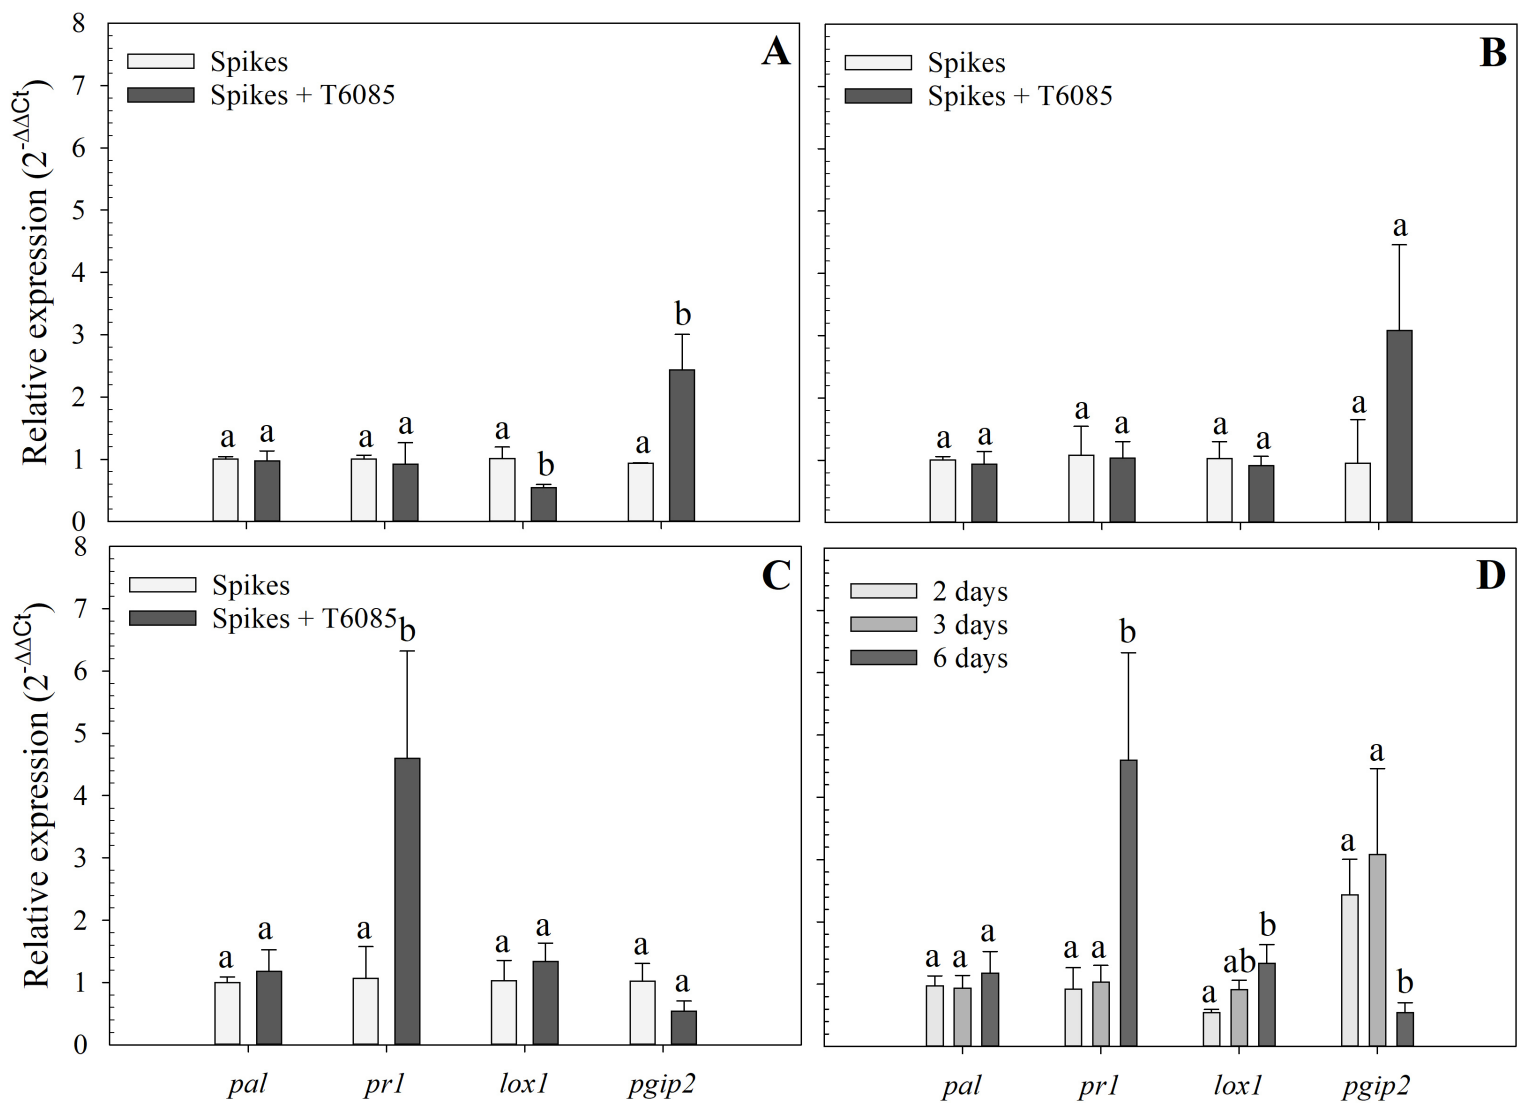 A
Spikes
Spikes + T6085
Relative expression (2-ΔΔCt)
8
7
6
5
4
3
2
1
0
a a a a a b a b
B
Spikes
Spikes + T6085
a a a a a a a a
C
Spikes
Spikes + T6085
Relative expression (2-ΔΔCt)
8
7
6
5
4
3
2
1
0
a a a b a a a a
pal pr1 lox1 pgip2
D
2 days
3 days
6 days
a a a a a b a ab b a a b
pal pr1 lox1 pgip2